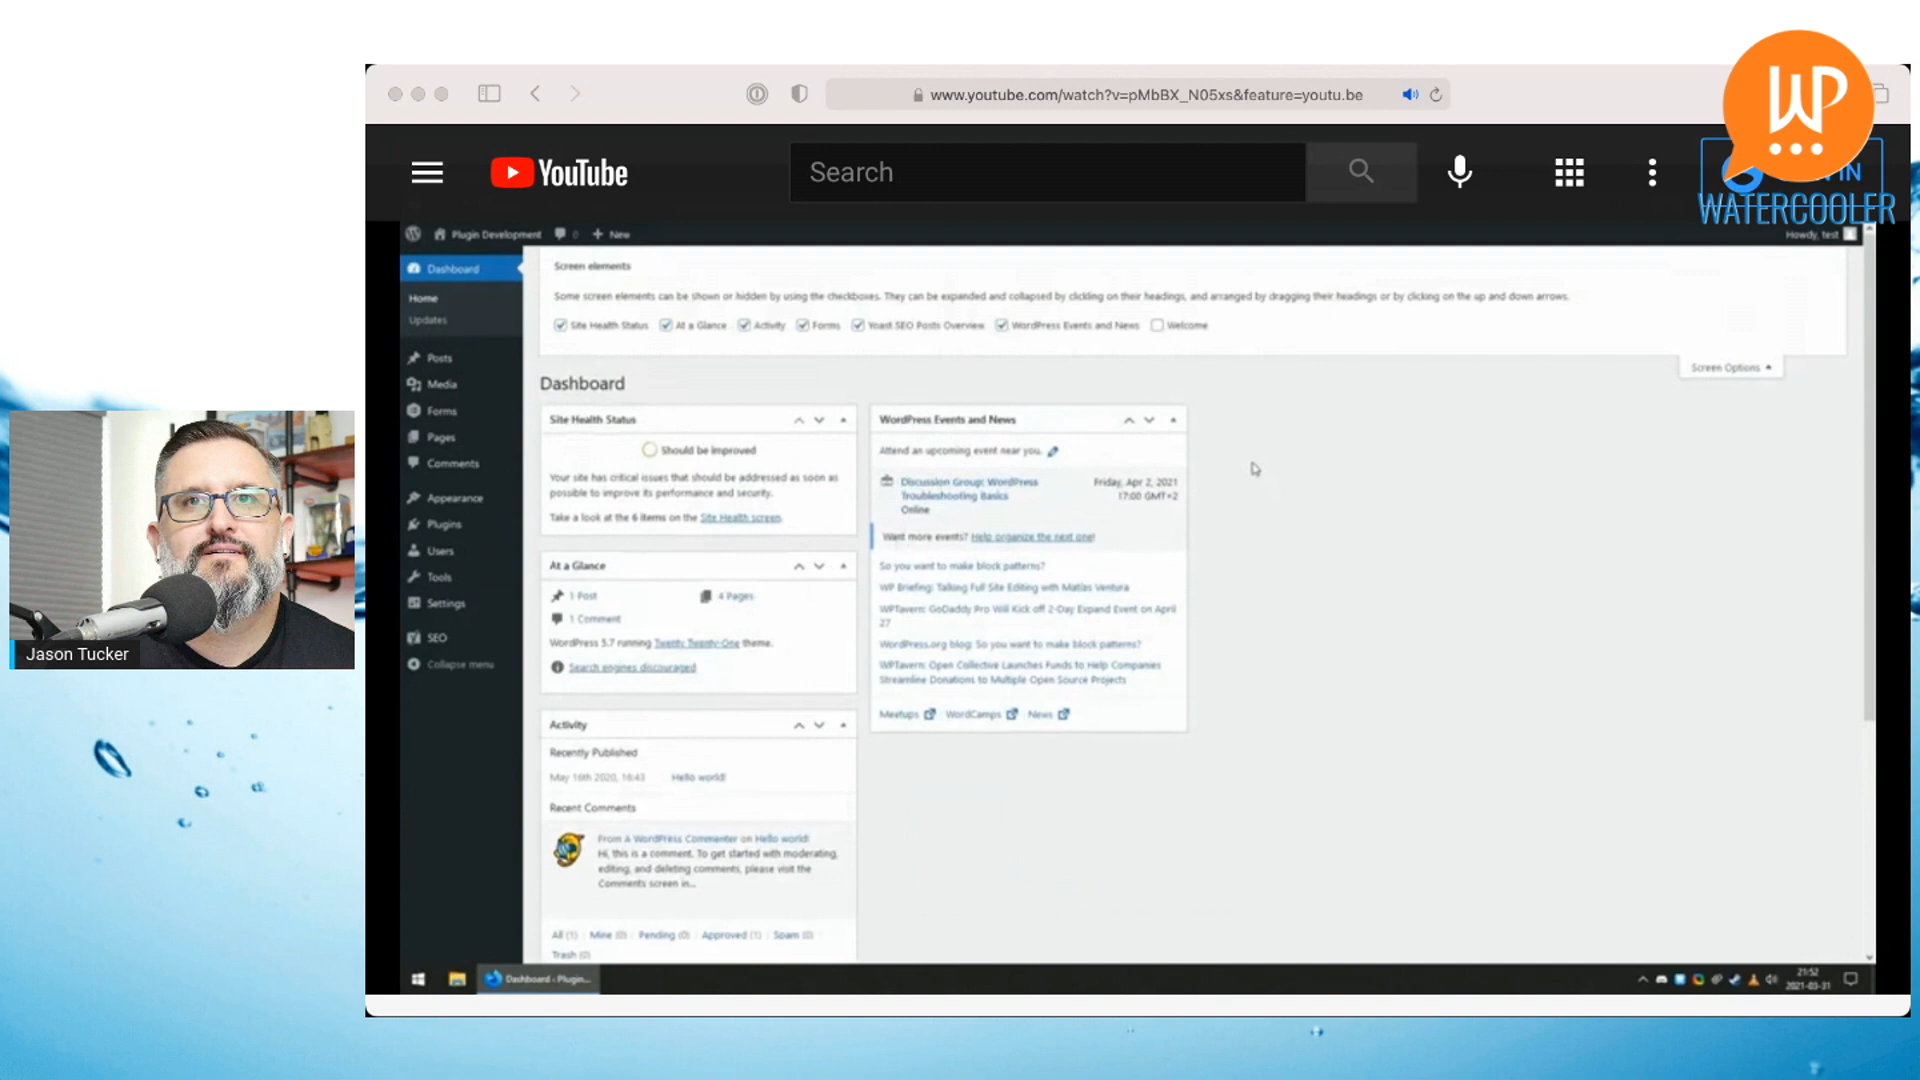 www.youtube.com/watch?v=pMbBX_N05xs&feature=youtu.be
WP
YouTube
Search
IN
WATERCOOLER
Plugin Development 0 New
Howdy, test
Dashboard
Home
Updates
Posts
Media
Forms
Pages
Comments
Appearance
Plugins
Users
Tools
Settings
SEO
Collapse menu
Screen elements
Some screen elements can be shown or hidden by using the checkboxes. They can be expanded and collapsed by clicking on their headings, and arranged by dragging their headings or by clicking on the up and down arrows.
Site Health Status At a Glance Activity Forms Yoast SEO Posts Overview WordPress Events and News Welcome
Screen Options
Dashboard
Site Health Status
Should be improved
Your site has critical issues that should be addressed as soon as
possible to improve its performance and security.
Take a look at the 6 items on the Site Health screen.
At a Glance
1 Post 4 Pages
1 Comment
WordPress 5.7 running Twenty Twenty-One theme.
Search engines discouraged
Activity
Recently Published
May 16th 2020, 16:43 Hello world!
Recent Comments
From A WordPress Commenter on Hello world!
Hi, this is a comment. To get started with moderating,
editing, and deleting comments, please visit the
Comments screen in...
All (1) Mine (0) Pending (0) Approved (1) Spam (0)
Trash (0)
WordPress Events and News
Attend an upcoming event near you.
Discussion Group: WordPress
Troubleshooting Basics
Online
Friday, Apr 2, 2021
17:00 GMT+2
Want more events? Help organize the next one!
So you want to make block patterns?
WP Briefing: Talking Full Site Editing with Matías Ventura
WPTavern: GoDaddy Pro Will Kick off 2-Day Expand Event on April
27
WordPress.org blog: So you want to make block patterns?
WPTavern: Open Collective Launches Funds to Help Companies
Streamline Donations to Multiple Open Source Projects
Meetups WordCamps News
Jason Tucker
Dashboard ‹ Plugin...
21:52
2021-03-31